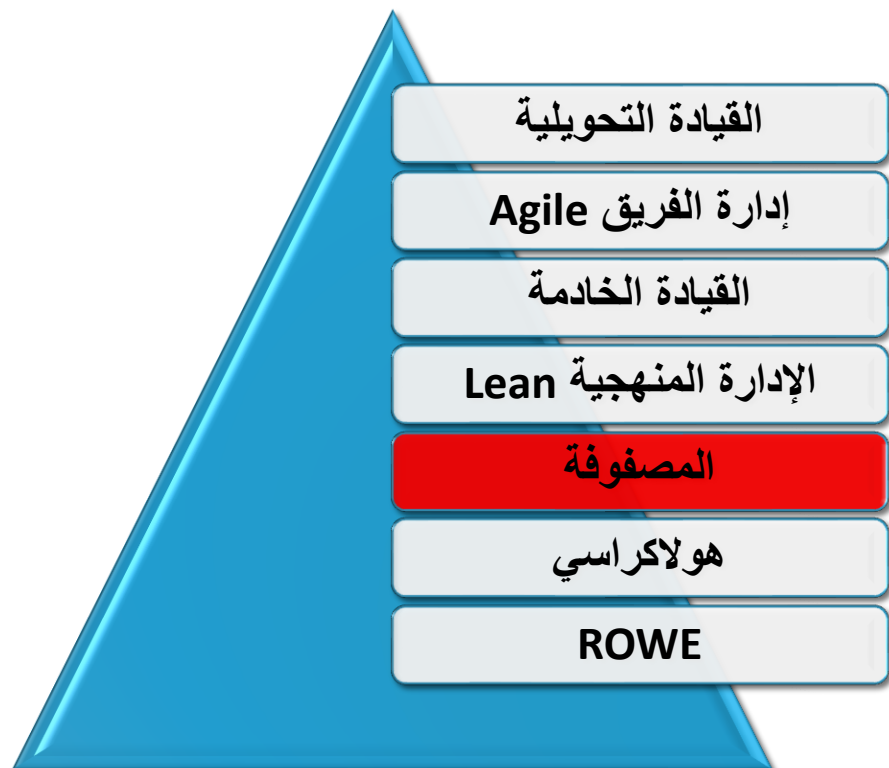 القيادة التحويلية
إدارة الفريق Agile
القيادة الخادمة
الإدارة المنهجية Lean
المصفوفة
هولاكراسي
ROWE